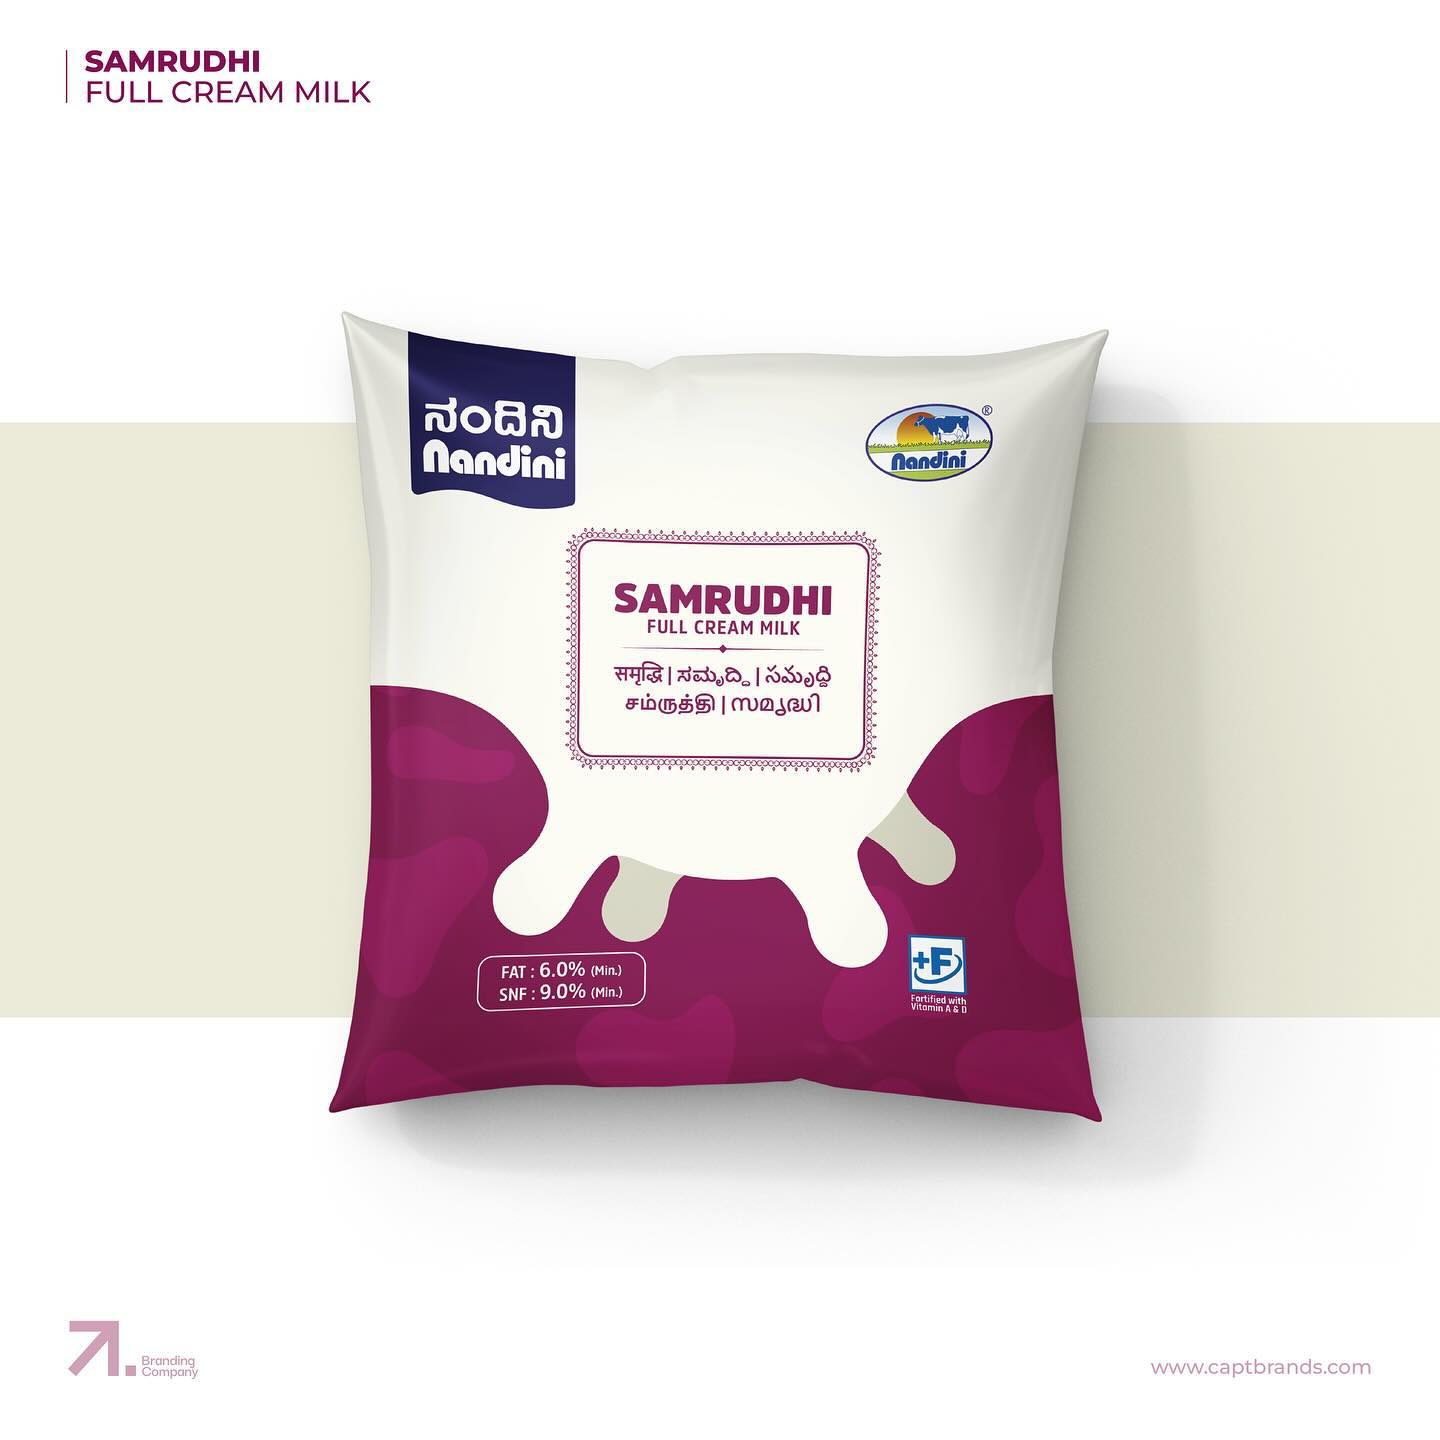 SAMRUDHI
FULL CREAM MILK
ನಂದಿನಿ
Nandini
®
Nandini
SAMRUDHI
FULL CREAM MILK
समृद्धि | ಸಮೃದ್ಧಿ | సమృద్ధి
சம்ருத்தி | സമൃദ്ധി
FAT : 6.0% (Min.)
SNF : 9.0% (Min.)
+F
Fortified with
Vitamin A & D
Branding
Company
www.captbrands.com